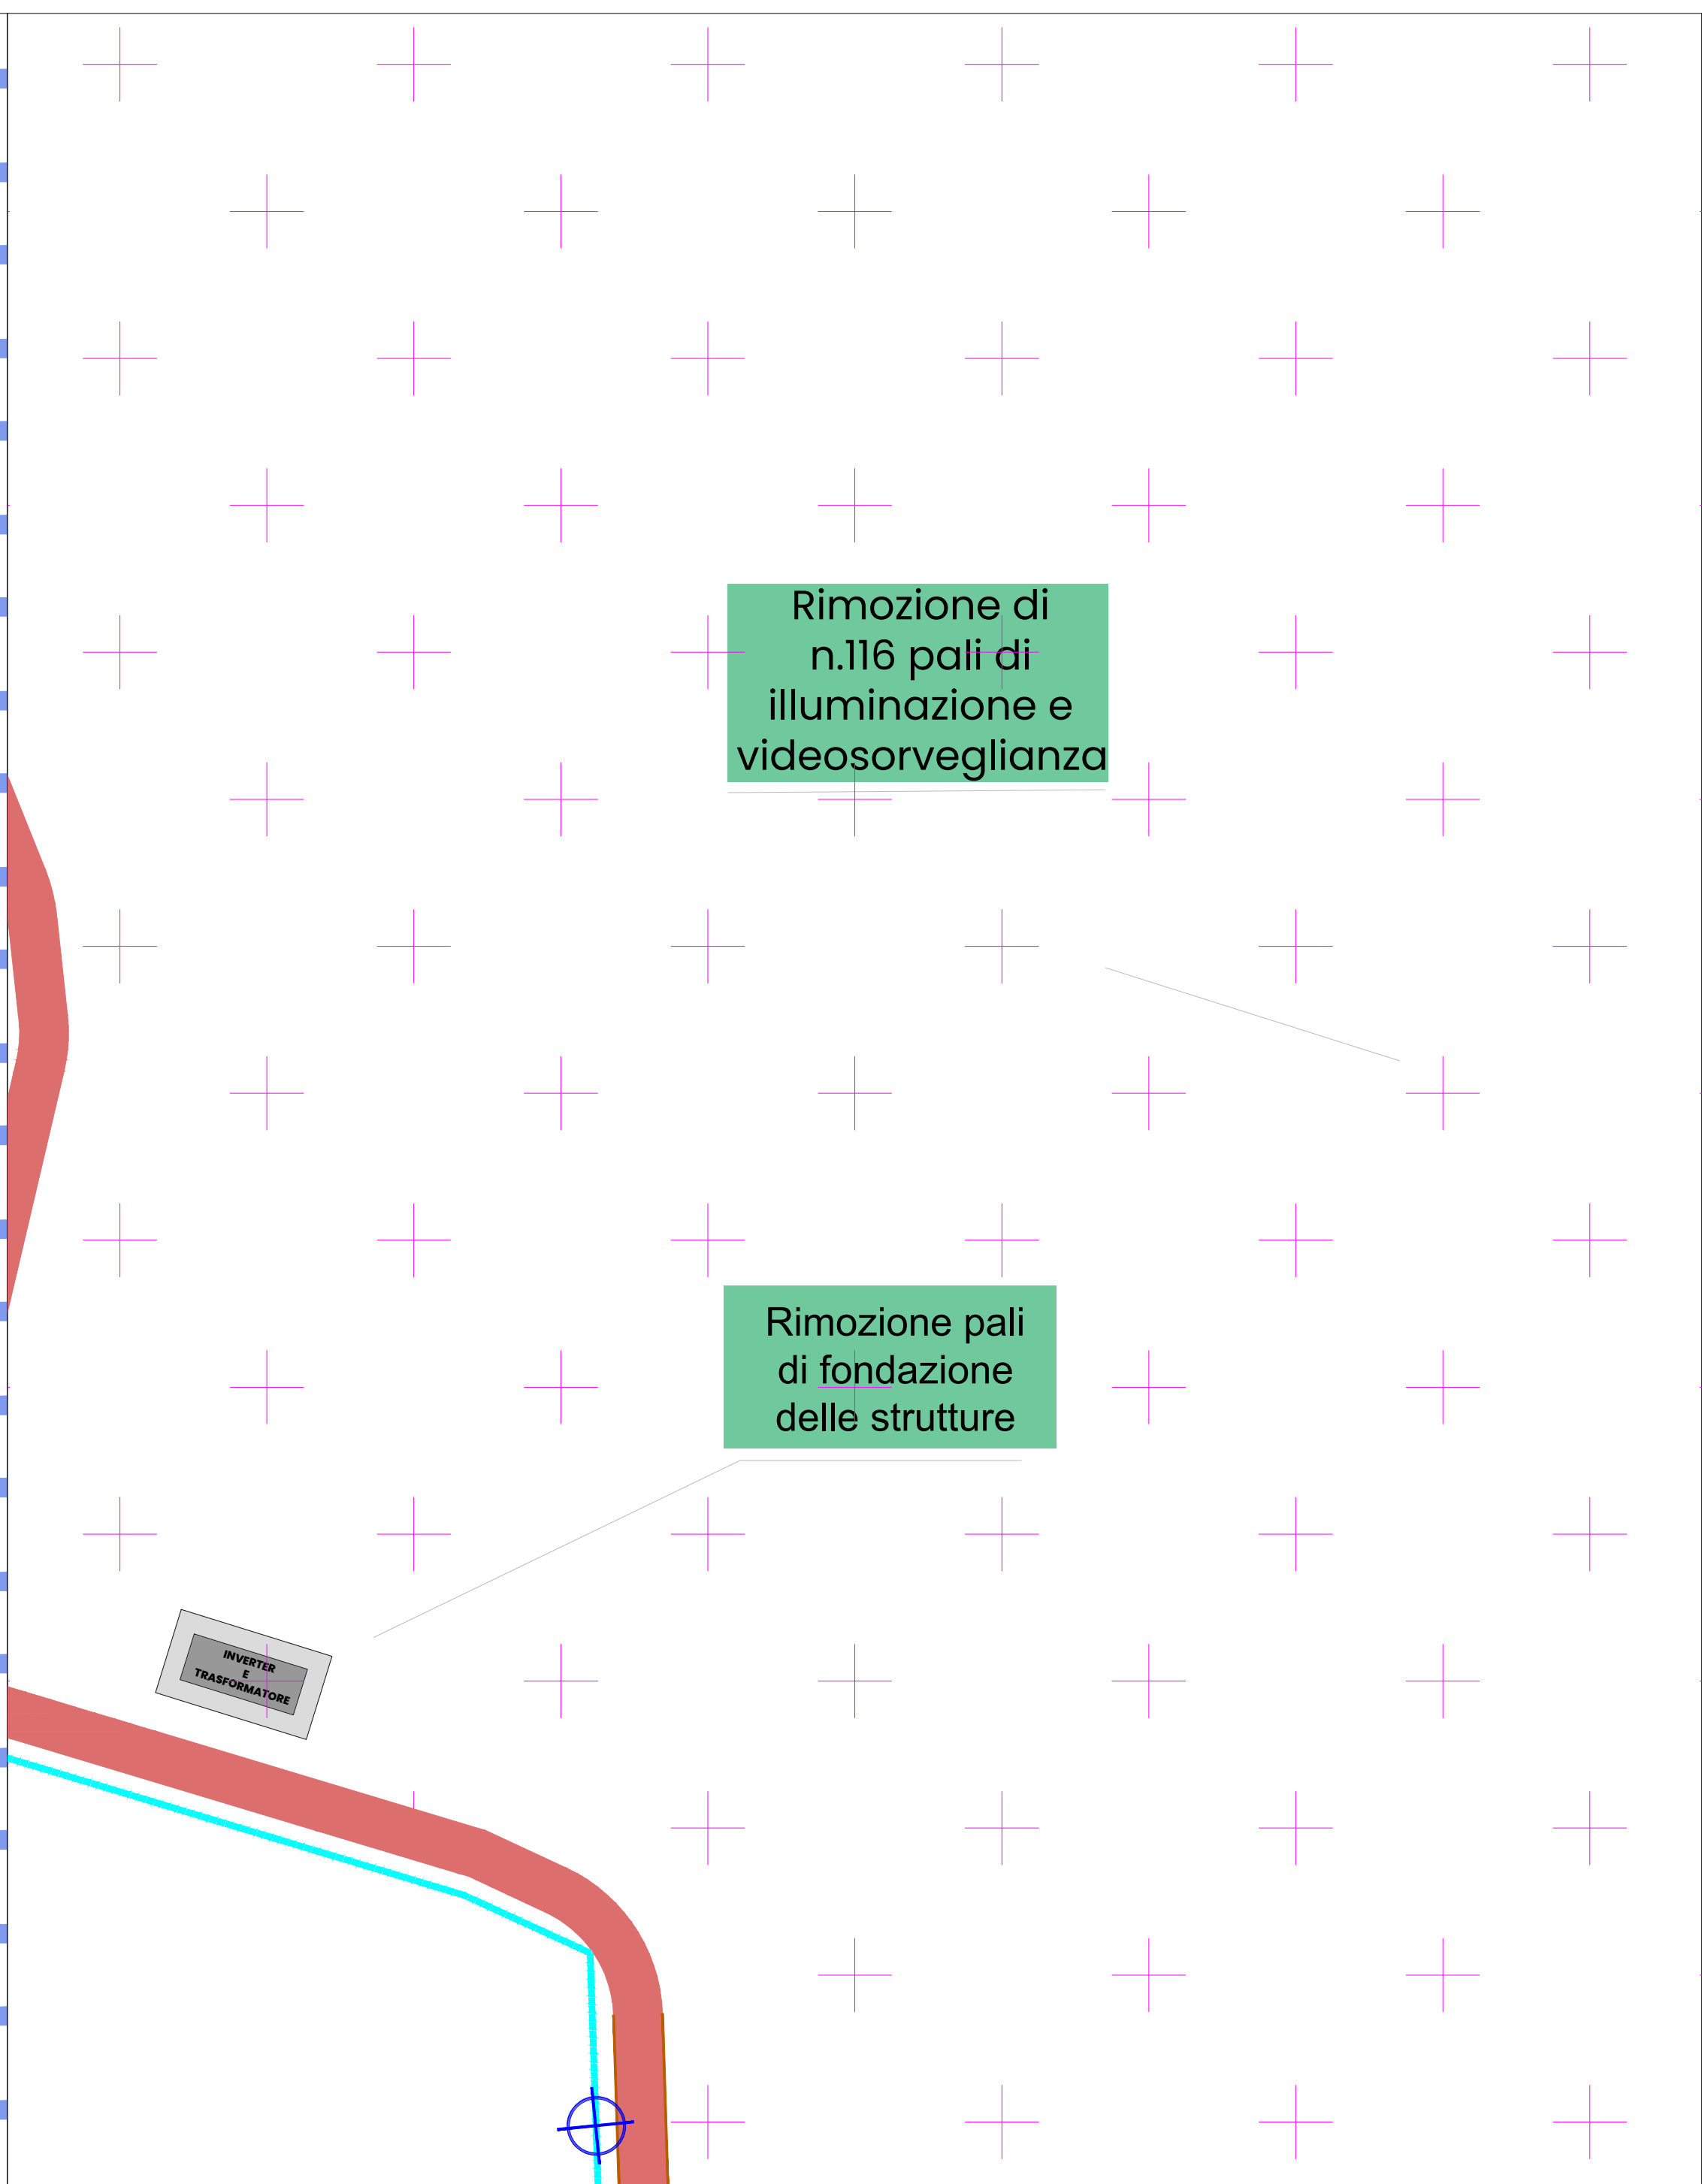 Rimozione di
n.116 pali di
illuminazione e
videosorveglianza
Rimozione pali
di fondazione
delle strutture
INVERTER
E
TRASFORMATORE